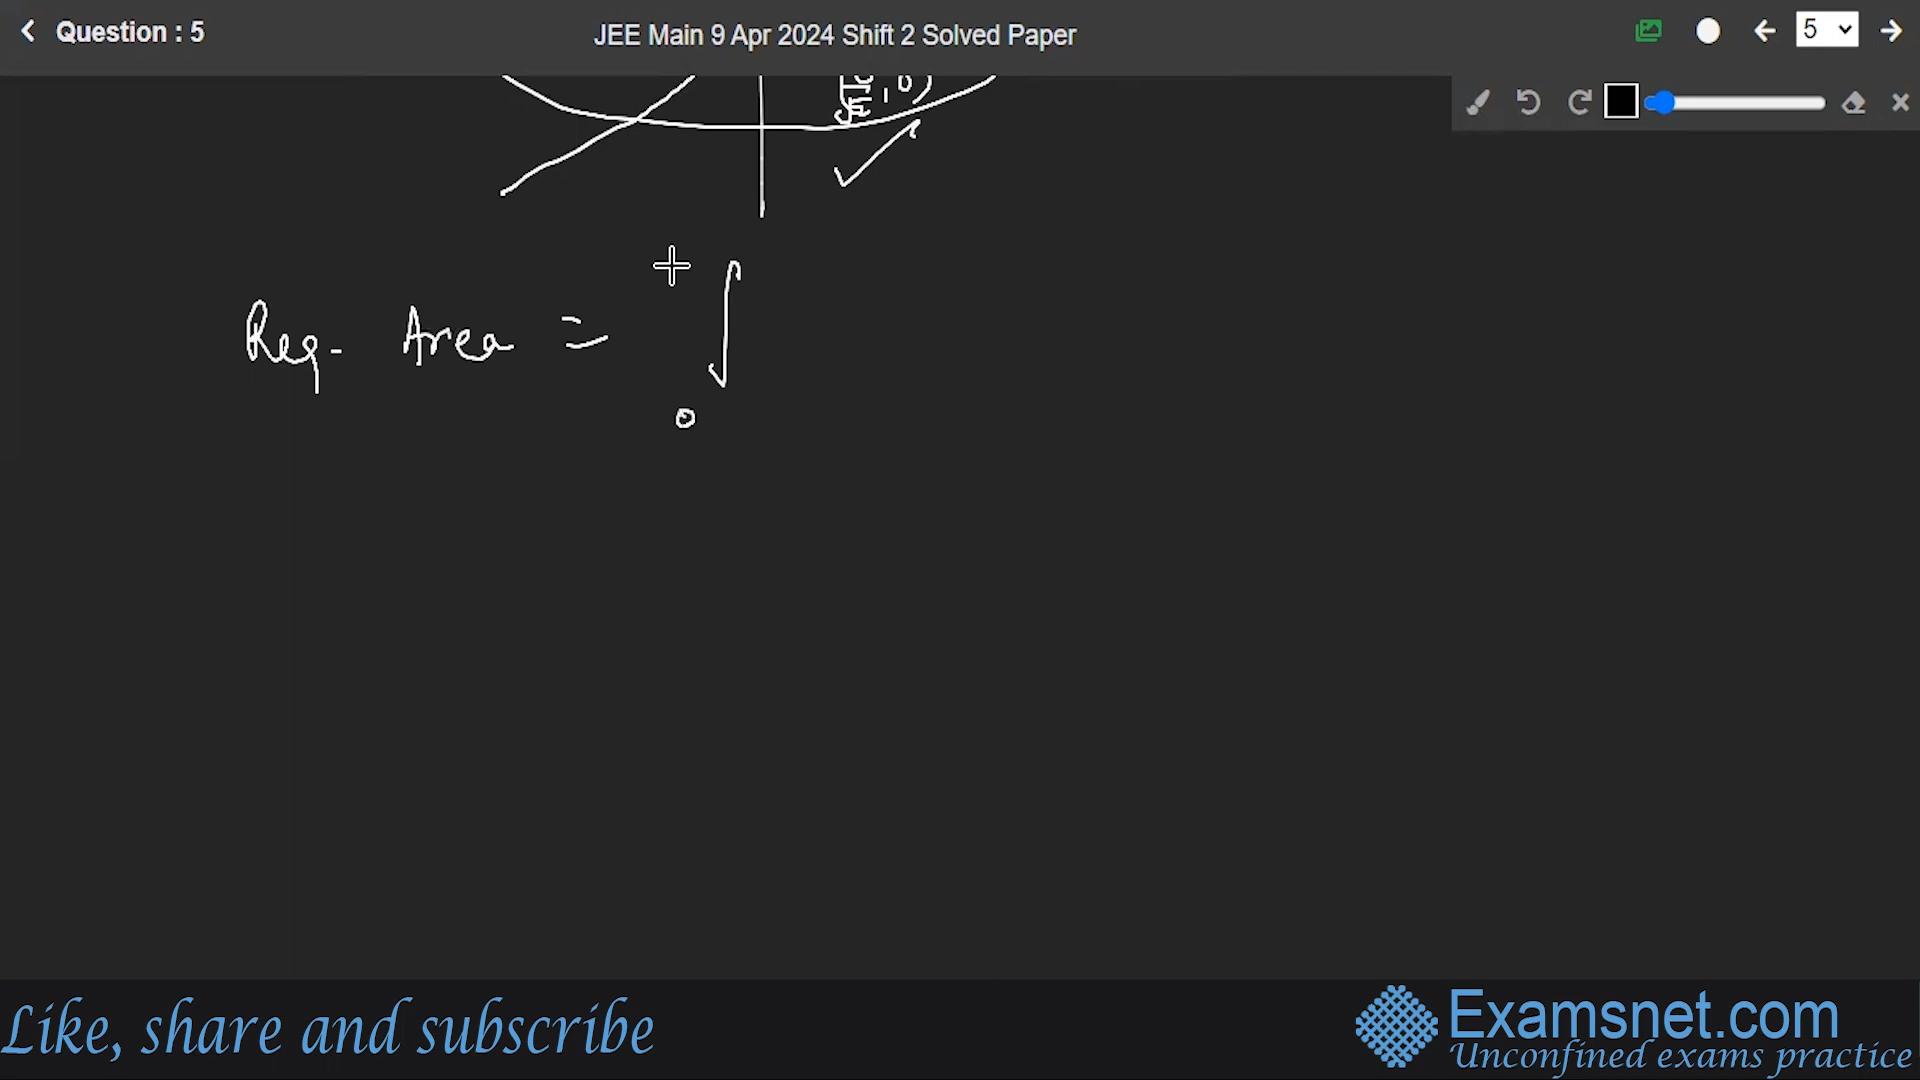 Question : 5
JEE Main 9 Apr 2024 Shift 2 Solved Paper
5
Req. Area = ∫
0
Like, share and subscribe
Examsnet.com
Unconfined exams practice